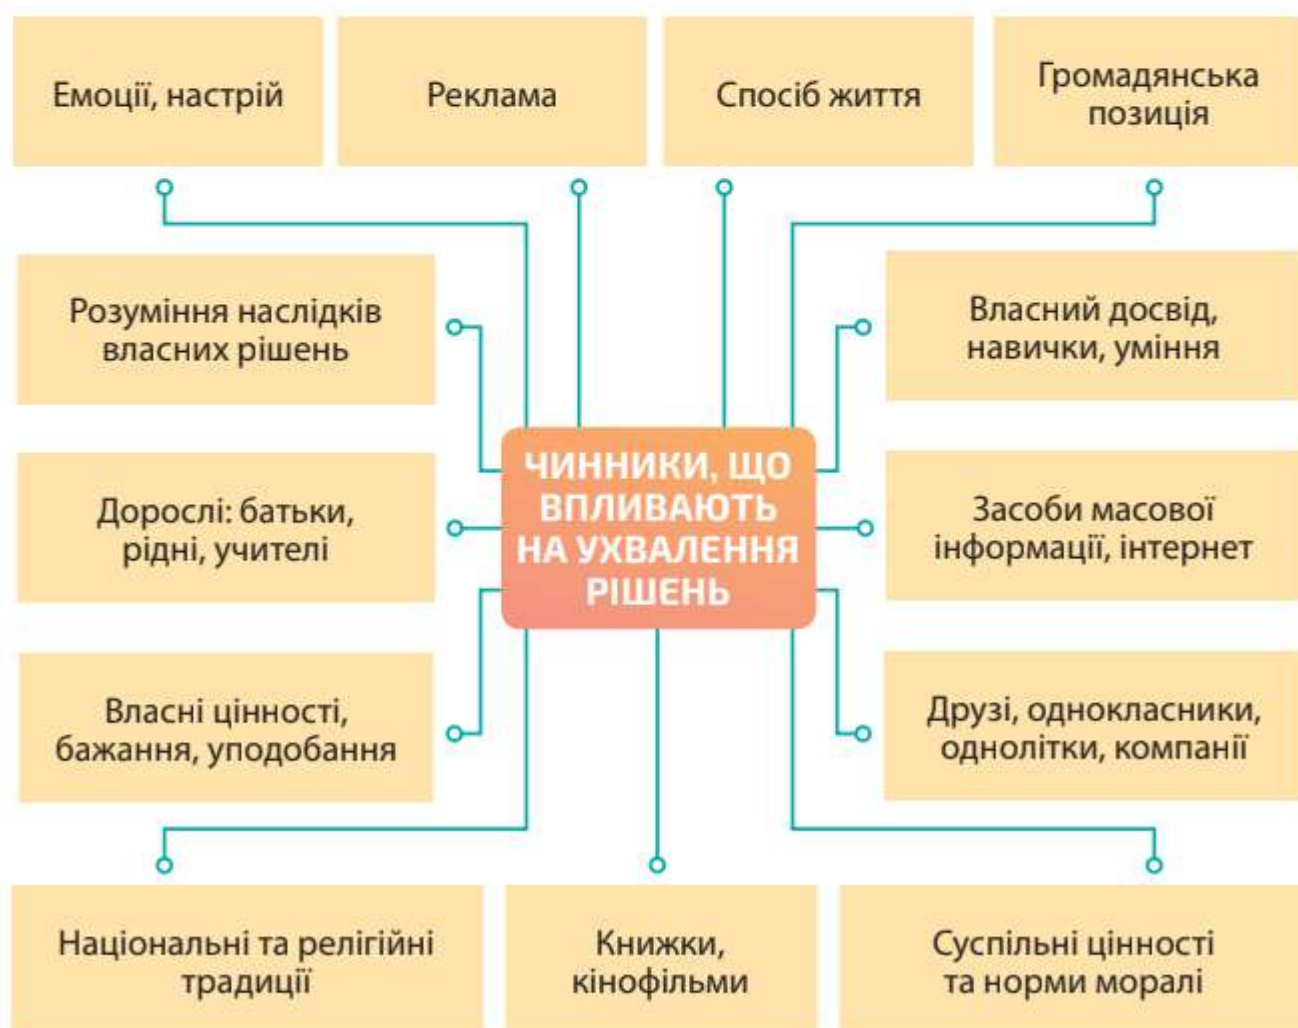 Емоції, настрій
Реклама
Спосіб життя
Громадянська
позиція
Розуміння наслідків
власних рішень
Власний досвід,
навички, уміння
ЧИННИКИ, ЩО
ВПЛИВАЮТЬ
НА УХВАЛЕННЯ
РІШЕНЬ
Дорослі: батьки,
рідні, учителі
Засоби масової
інформації, інтернет
Власні цінності,
бажання, уподобання
Друзі, однокласники,
однолітки, компанії
Національні та релігійні
традиції
Книжки,
кінофільми
Суспільні цінності
та норми моралі